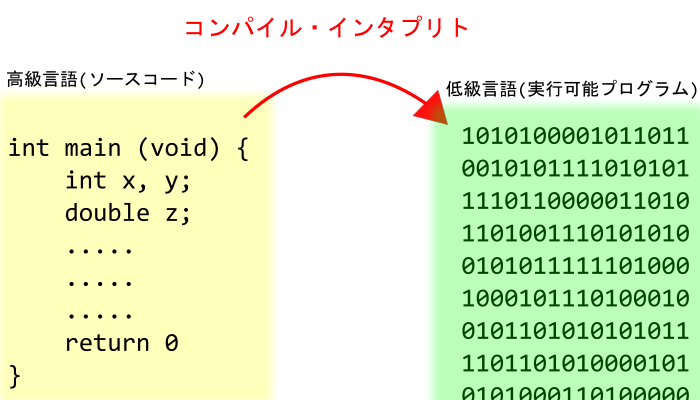 コンパイル・インタプリト
高級言語(ソースコード)
int main (void) {
    int x, y;
    double z;
    .....
    .....
    .....
    return 0
}
低級言語(実行可能プログラム)
1010100001011011
0010101111010101
1110110000011010
1101001110101010
0101011111101000
1000101110100010
0101101010101011
1101101010000101
0101000110100000